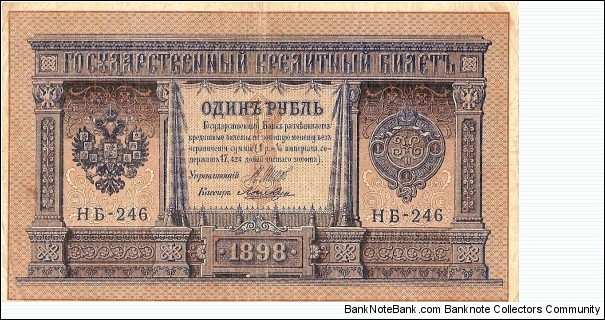 ГОСУДАРСТВЕННЫЙ КРЕДИТНЫЙ БИЛЕТЪ
ОДИНЪ РУБЛЬ
Государственный Банкъ размѣниваетъ
кредитные билеты на золотую монету безъ
ограниченія суммы (1 р. = 1/15 имперіала, со-
держитъ 17,424 долей чистаго золота).
Управляющій
Кассиръ
НБ-246
НБ-246
1898
BankNoteBank.com - Banknote Collectors Community